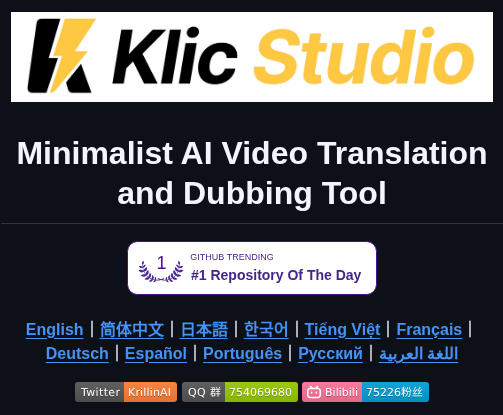 Klic Studio
Minimalist AI Video Translation
and Dubbing Tool
1
GITHUB TRENDING
#1 Repository Of The Day
English | 简体中文 | 日本語 | 한국어 | Tiếng Việt | Français |
Deutsch | Español | Português | Русский | اللغة العربية
Twitter KrillinAI QQ 群 754069680 Bilibili 75226粉丝